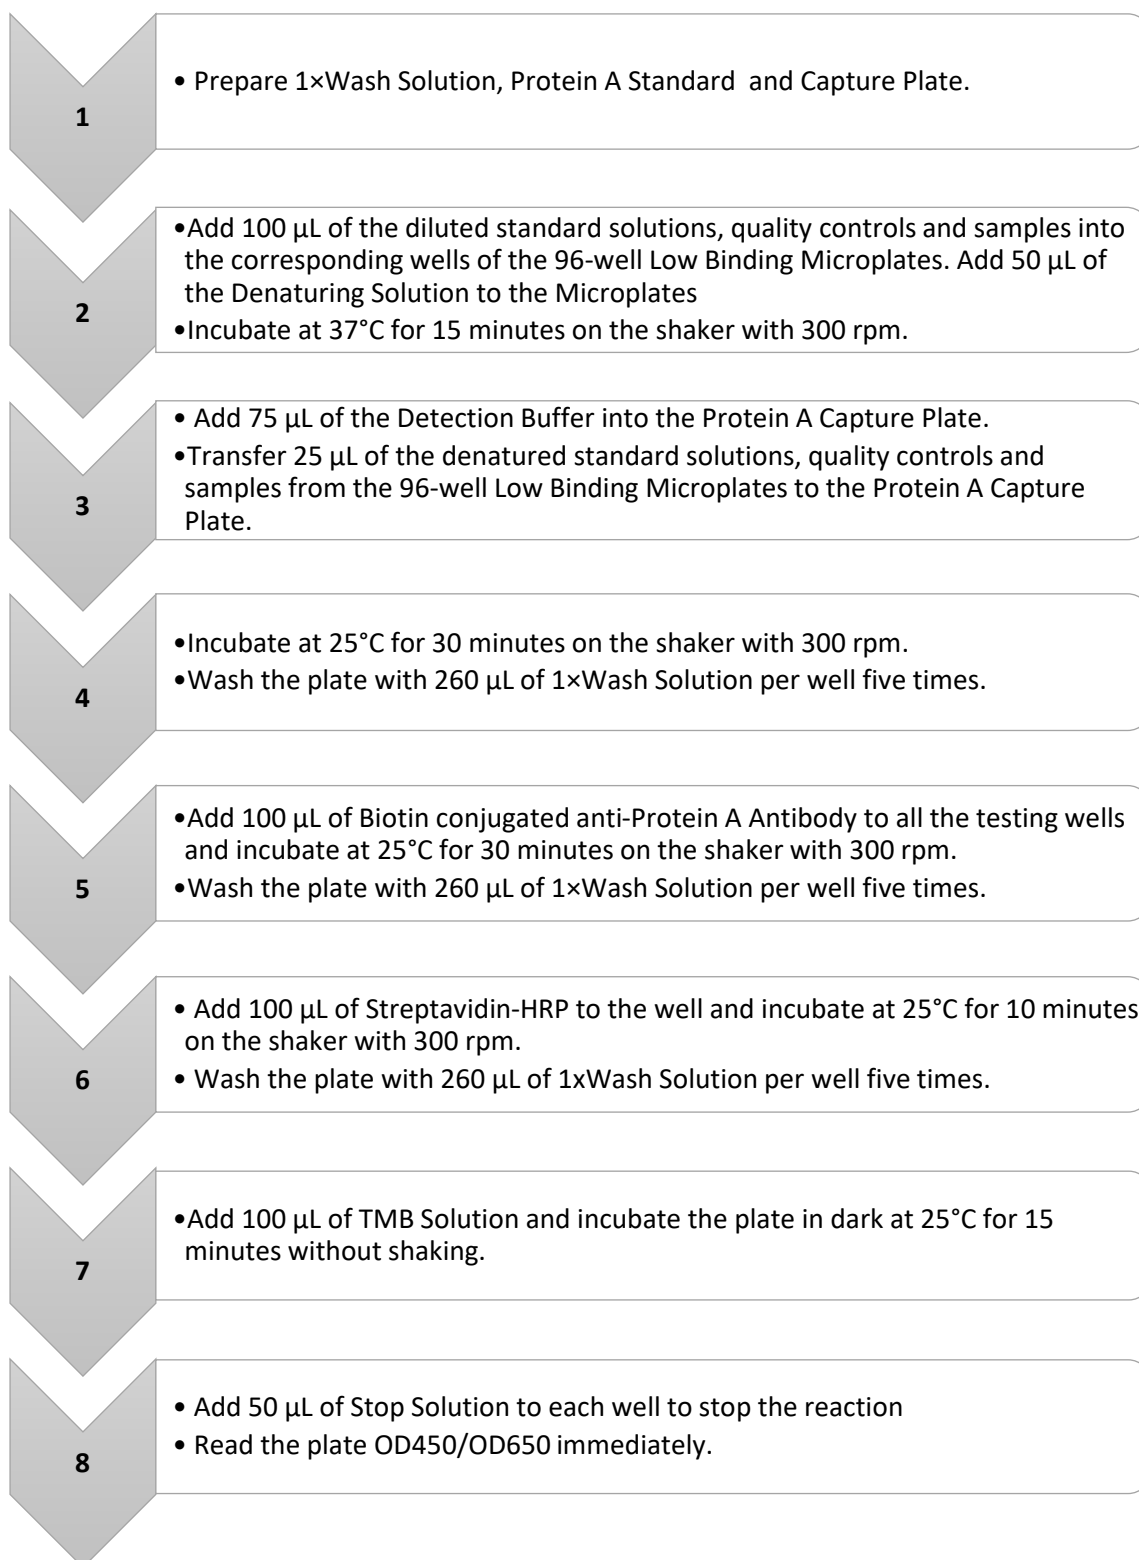 1
• Prepare 1×Wash Solution, Protein A Standard and Capture Plate.
2
•Add 100 µL of the diluted standard solutions, quality controls and samples into
the corresponding wells of the 96-well Low Binding Microplates. Add 50 µL of
the Denaturing Solution to the Microplates
•Incubate at 37°C for 15 minutes on the shaker with 300 rpm.
3
• Add 75 µL of the Detection Buffer into the Protein A Capture Plate.
•Transfer 25 µL of the denatured standard solutions, quality controls and
samples from the 96-well Low Binding Microplates to the Protein A Capture
Plate.
4
•Incubate at 25°C for 30 minutes on the shaker with 300 rpm.
•Wash the plate with 260 µL of 1×Wash Solution per well five times.
5
•Add 100 µL of Biotin conjugated anti-Protein A Antibody to all the testing wells
and incubate at 25°C for 30 minutes on the shaker with 300 rpm.
•Wash the plate with 260 µL of 1×Wash Solution per well five times.
6
• Add 100 µL of Streptavidin-HRP to the well and incubate at 25°C for 10 minutes
on the shaker with 300 rpm.
• Wash the plate with 260 µL of 1xWash Solution per well five times.
7
•Add 100 µL of TMB Solution and incubate the plate in dark at 25°C for 15
minutes without shaking.
8
• Add 50 µL of Stop Solution to each well to stop the reaction
• Read the plate OD450/OD650 immediately.